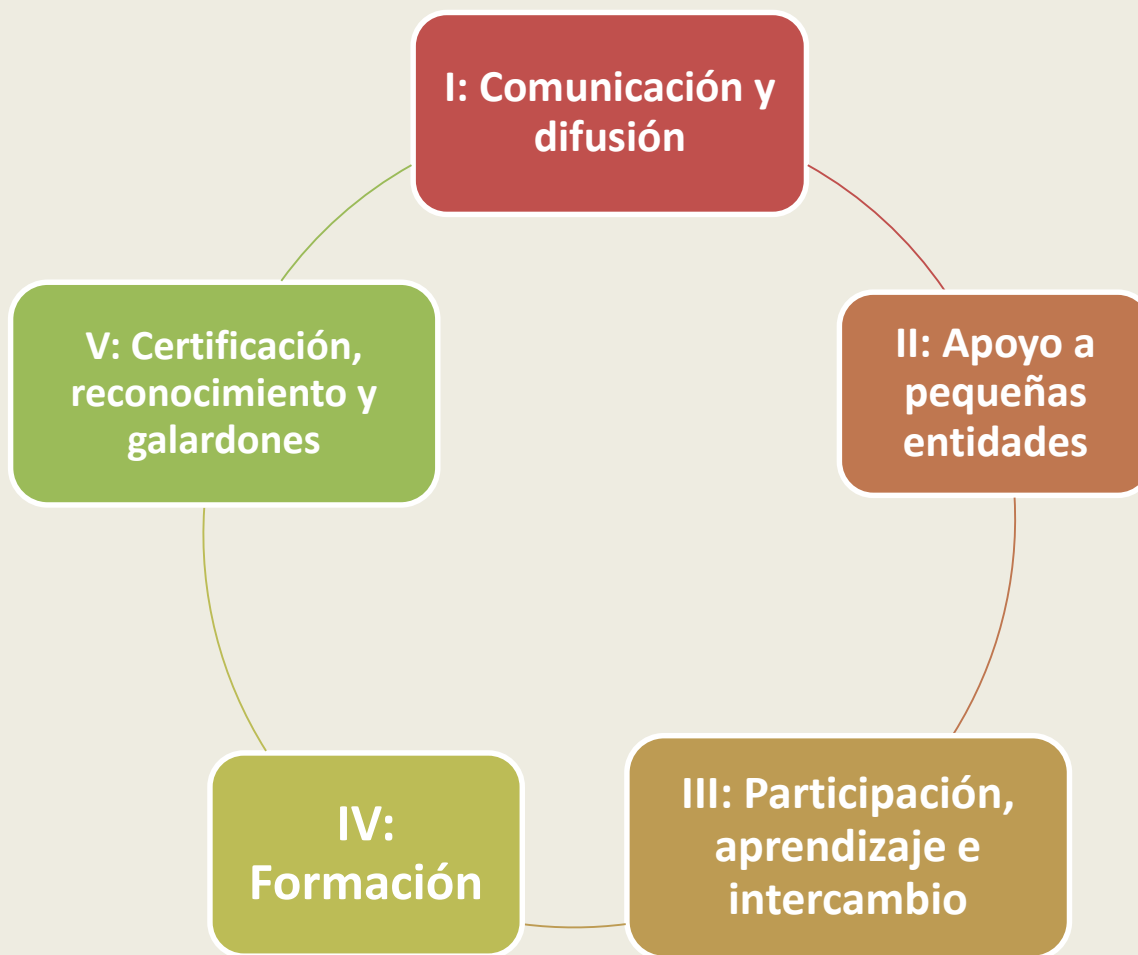 I: Comunicación y
difusión
II: Apoyo a
pequeñas
entidades
III: Participación,
aprendizaje e
intercambio
IV:
Formación
V: Certificación,
reconocimiento y
galardones